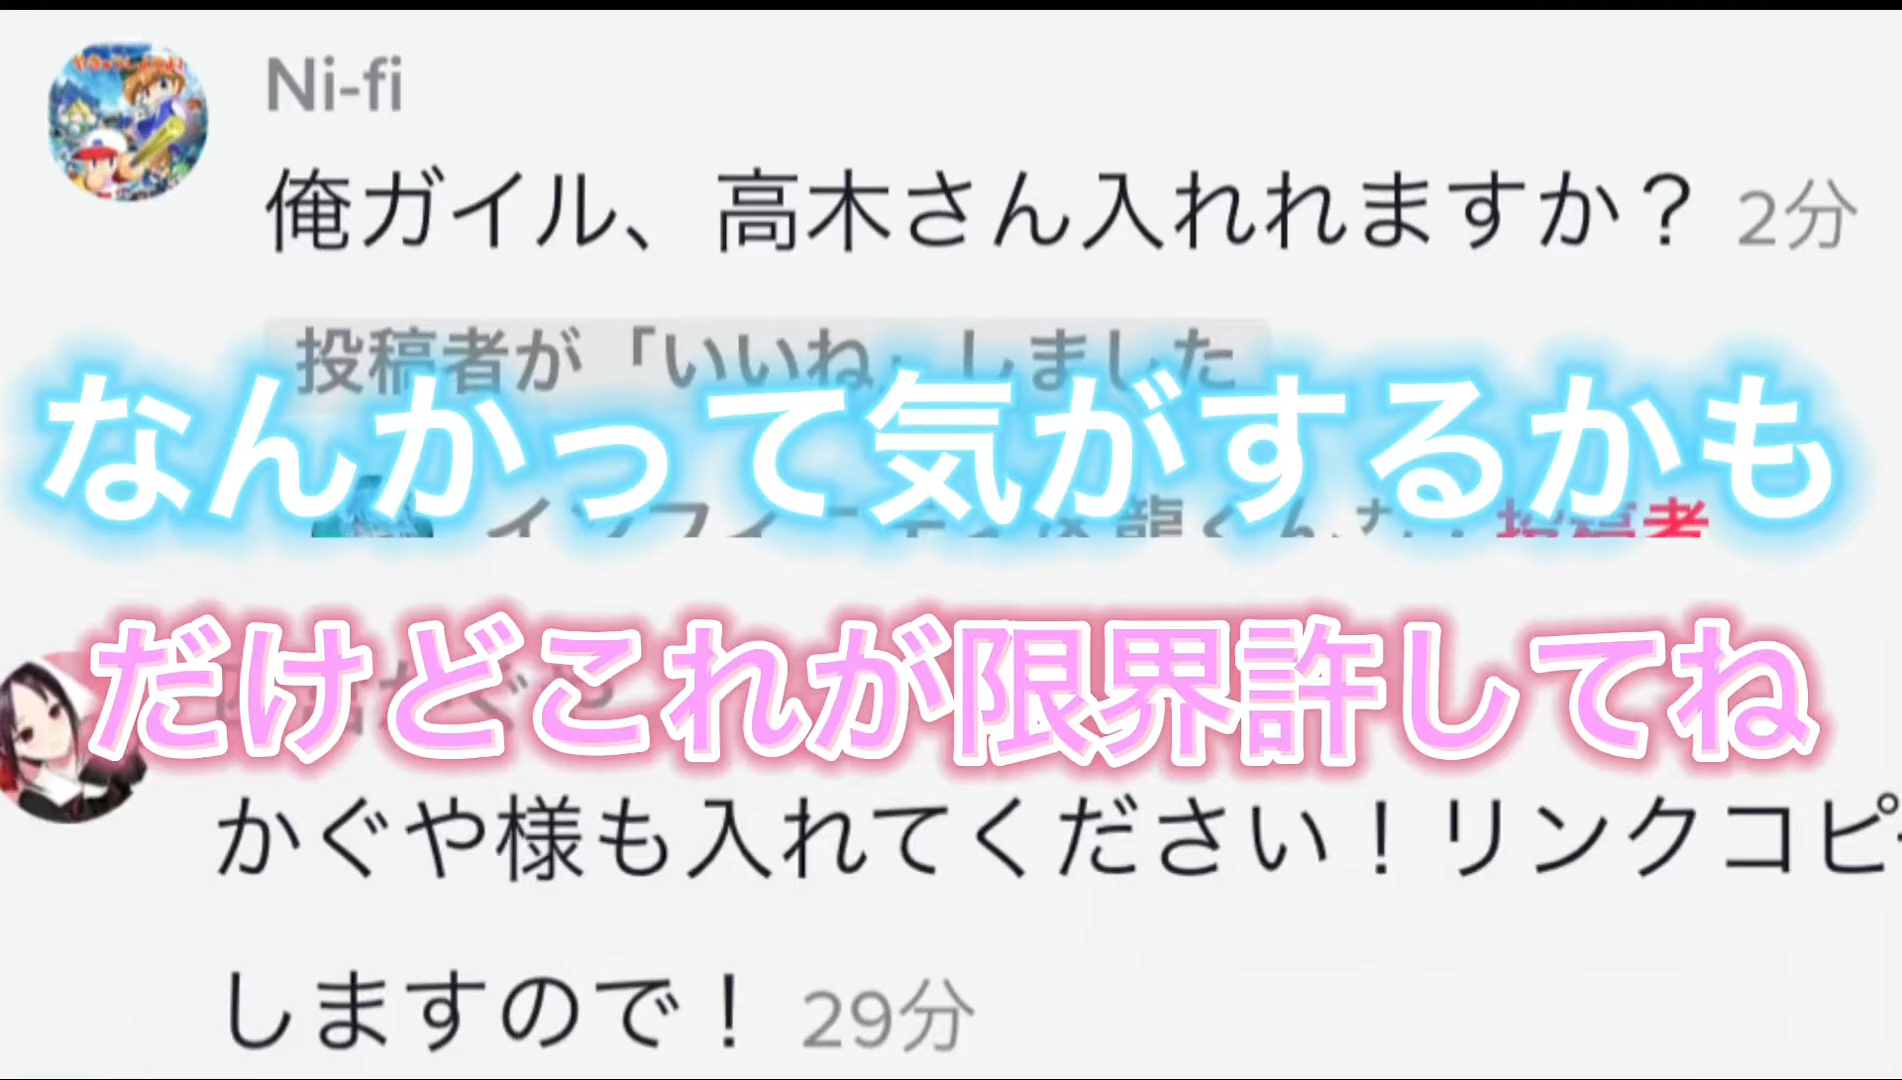 Ni-fi
俺ガイル、高木さん入れれますか？ 2分
投稿者が「いいね」しました
なんかって気がするかも
投稿者
だけどこれが限界許してね
かぐや様も入れてください！リンクコピー
しますので！ 29分